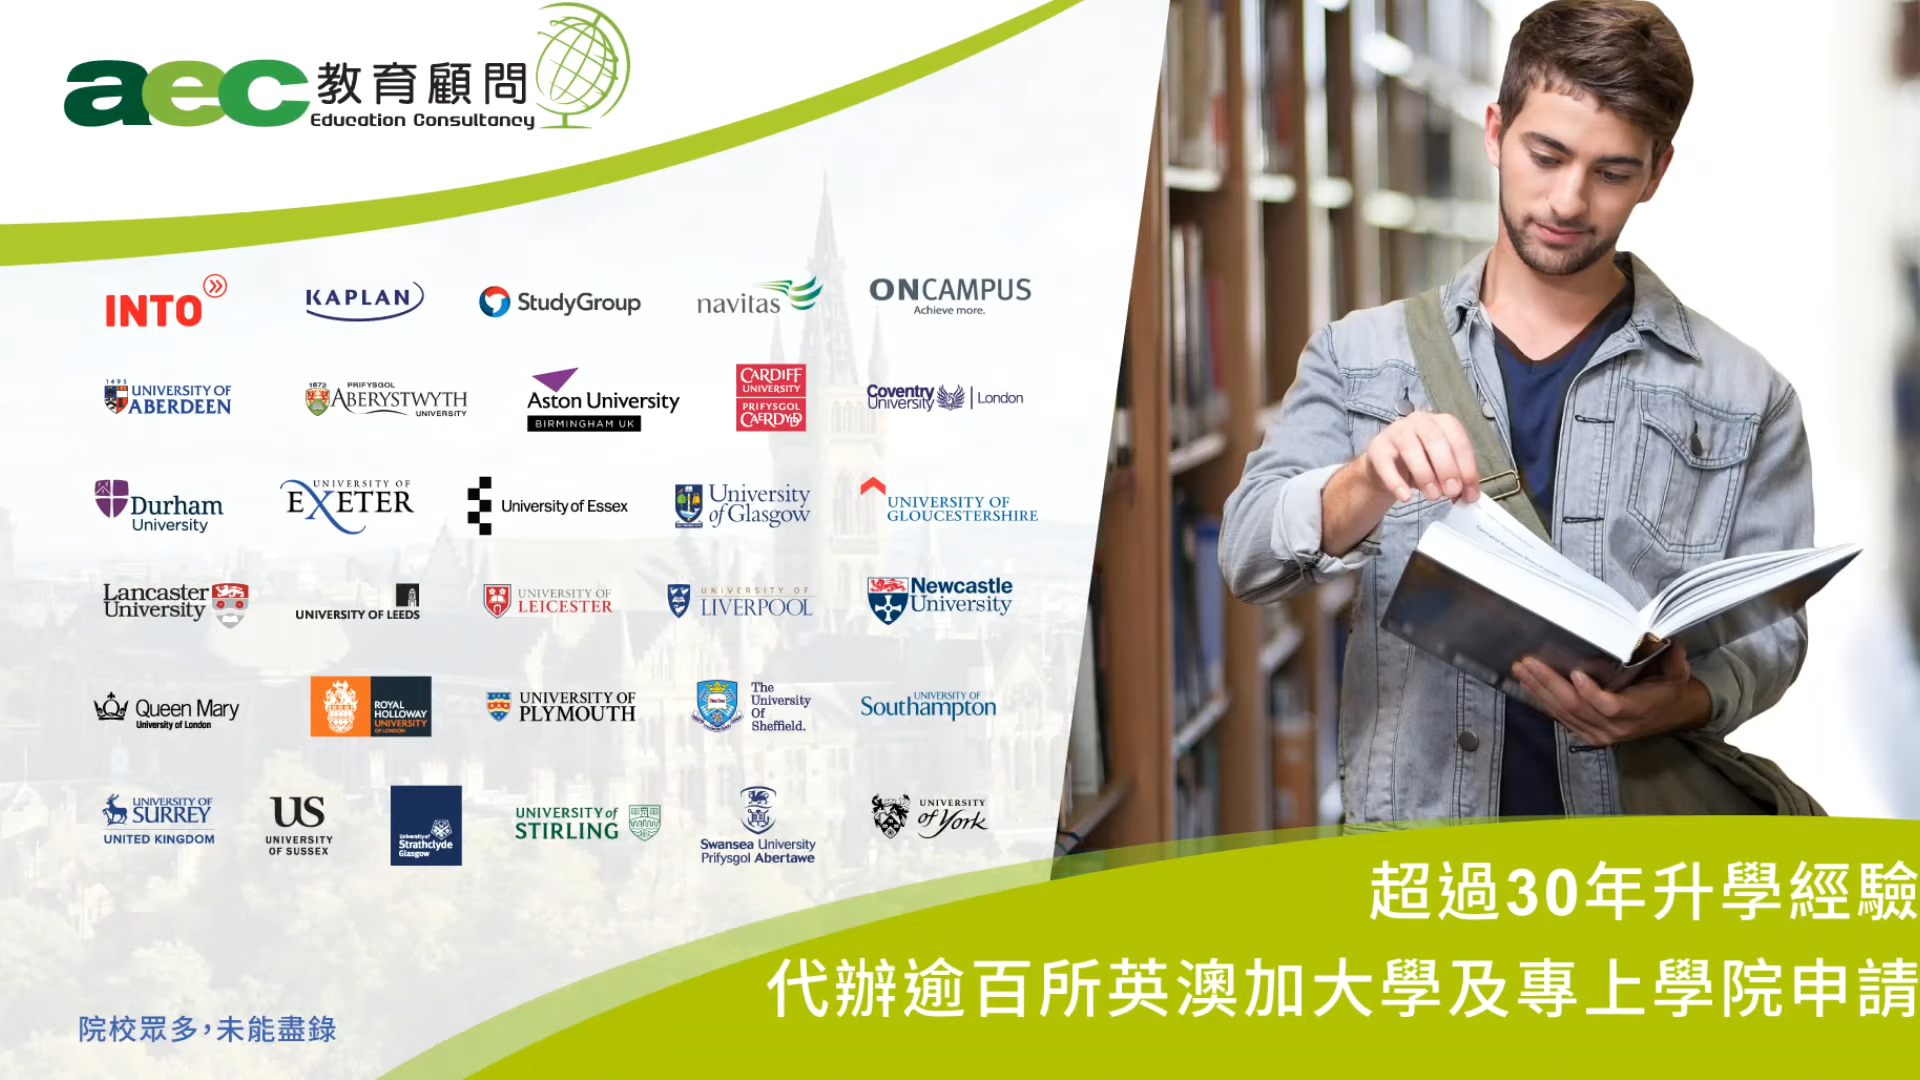 aec 教育顧問
Education Consultancy
INTO
KAPLAN
StudyGroup
navitas
ONCAMPUS
Achieve more.
1495
UNIVERSITY OF
ABERDEEN
1872
PRIFYSGOL
ABERYSTWYTH
UNIVERSITY
Aston University
BIRMINGHAM UK
CARDIFF
UNIVERSITY
PRIFYSGOL
CAERDYDD
Coventry
University
London
Durham
University
UNIVERSITY OF
EXETER
University of Essex
University
of Glasgow
UNIVERSITY OF
GLOUCESTERSHIRE
Lancaster
University
UNIVERSITY OF LEEDS
UNIVERSITY OF
LEICESTER
UNIVERSITY OF
LIVERPOOL
Newcastle
University
Queen Mary
University of London
ROYAL
HOLLOWAY
UNIVERSITY
OF LONDON
UNIVERSITY OF
PLYMOUTH
The
University
Of
Sheffield.
UNIVERSITY OF
Southampton
UNIVERSITY OF
SURREY
UNITED KINGDOM
US
UNIVERSITY
OF SUSSEX
University of
Strathclyde
Glasgow
UNIVERSITY of
STIRLING
Swansea University
Prifysgol Abertawe
UNIVERSITY
of York
超過30年升學經驗
代辦逾百所英澳加大學及專上學院申請
院校眾多，未能盡錄